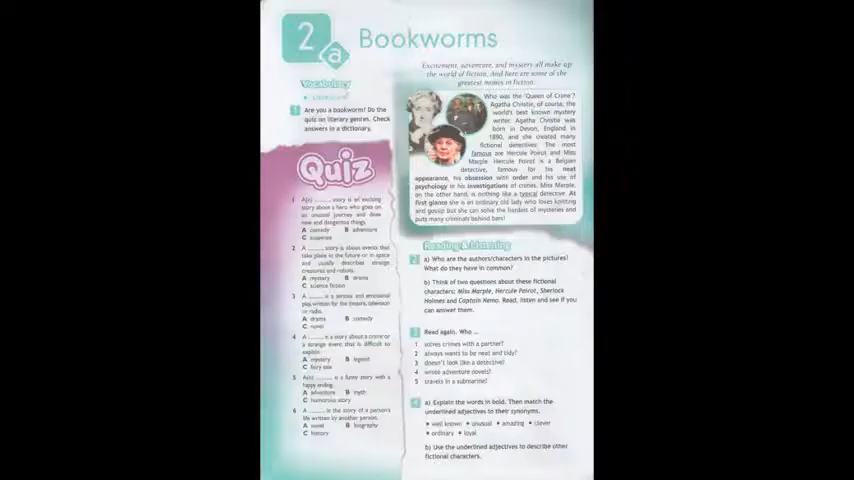 2
a
Bookworms
Vocabulary
Excitement, adventure, and mystery all make up
the world of fiction. And here are some of the
greatest names in fiction.
1 Are you a bookworm? Do the
quiz on literary genres. Check
answers in a dictionary.
Quiz
1 A(n) ........ story is an exciting
story about a hero who goes on
an unusual journey and does
new and dangerous things.
A comedy B adventure
C suspense
2 A ........ story is about events that
take place in the future or in space
and usually describes strange
creatures and robots.
A mystery B drama
C science fiction
3 A ........ is a serious and emotional
play written for the theatre, television
or radio.
A drama B comedy
C novel
4 A ........ is a story about a crime or
a strange event that is difficult to
explain.
A mystery B legend
C fairy tale
5 A(n) ........ is a funny story with a
happy ending.
A adventure B myth
C humorous story
6 A ........ is the story of a person's
life written by another person.
A novel B biography
C history
Who was the 'Queen of Crime'?
Agatha Christie, of course, the
world's best known mystery
writer. Agatha Christie was
born in Devon, England in
1890, and she created many
fictional detectives. The most
famous are Hercule Poirot and Miss
Marple. Hercule Poirot is a Belgian
detective, famous for his neat
appearance, his obsession with order and his use of
psychology in his investigations of crimes. Miss Marple,
on the other hand, is nothing like a typical detective. At
first glance she is an ordinary old lady who loves knitting
and gossip but she can solve the hardest of mysteries and
puts many criminals behind bars!
Reading & Listening
2 a) Who are the authors/characters in the pictures?
What do they have in common?
b) Think of two questions about these fictional
characters: Miss Marple, Hercule Poirot, Sherlock
Holmes and Captain Nemo. Read, listen and see if you
can answer them.
3 Read again. Who ...
1 solves crimes with a partner?
2 always wants to be neat and tidy?
3 doesn't look like a detective?
4 wrote adventure novels?
5 travels in a submarine?
4 a) Explain the words in bold. Then match the
underlined adjectives to their synonyms.
• well known • unusual • amazing • clever
• ordinary • loyal
b) Use the underlined adjectives to describe other
fictional characters.